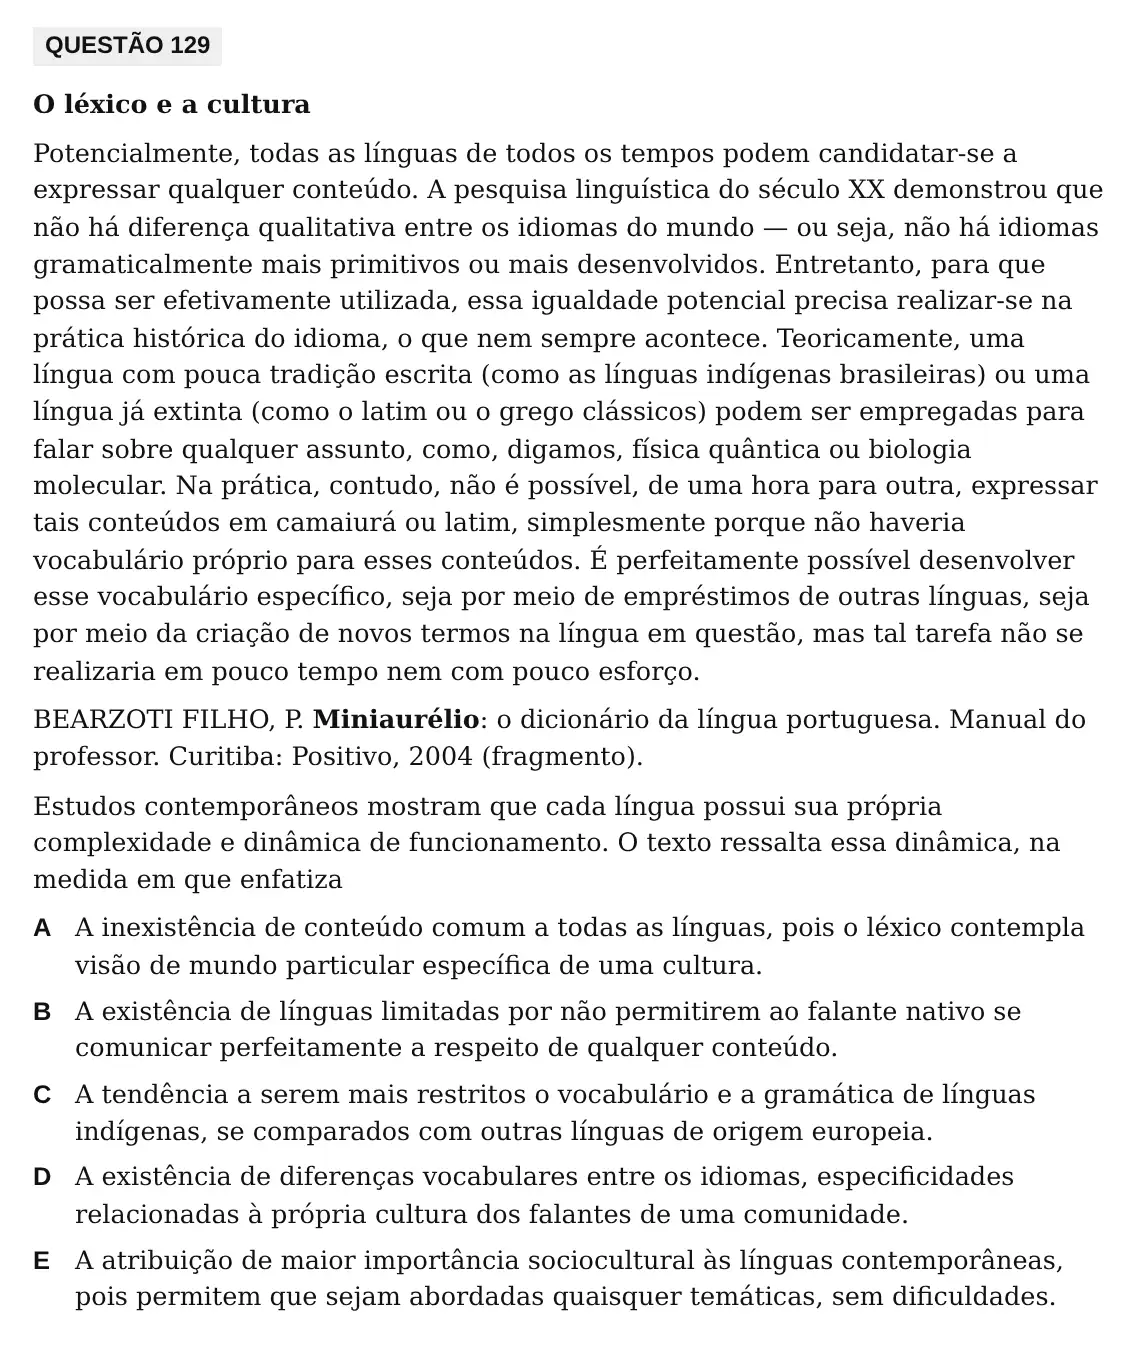 QUESTÃO 129
O léxico e a cultura
Potencialmente, todas as línguas de todos os tempos podem candidatar-se a
expressar qualquer conteúdo. A pesquisa linguística do século XX demonstrou que
não há diferença qualitativa entre os idiomas do mundo — ou seja, não há idiomas
gramaticalmente mais primitivos ou mais desenvolvidos. Entretanto, para que
possa ser efetivamente utilizada, essa igualdade potencial precisa realizar-se na
prática histórica do idioma, o que nem sempre acontece. Teoricamente, uma
língua com pouca tradição escrita (como as línguas indígenas brasileiras) ou uma
língua já extinta (como o latim ou o grego clássicos) podem ser empregadas para
falar sobre qualquer assunto, como, digamos, física quântica ou biologia
molecular. Na prática, contudo, não é possível, de uma hora para outra, expressar
tais conteúdos em camaiurá ou latim, simplesmente porque não haveria
vocabulário próprio para esses conteúdos. É perfeitamente possível desenvolver
esse vocabulário específico, seja por meio de empréstimos de outras línguas, seja
por meio da criação de novos termos na língua em questão, mas tal tarefa não se
realizaria em pouco tempo nem com pouco esforço.
BEARZOTI FILHO, P. Miniaurélio: o dicionário da língua portuguesa. Manual do
professor. Curitiba: Positivo, 2004 (fragmento).
Estudos contemporâneos mostram que cada língua possui sua própria
complexidade e dinâmica de funcionamento. O texto ressalta essa dinâmica, na
medida em que enfatiza
A A inexistência de conteúdo comum a todas as línguas, pois o léxico contempla
visão de mundo particular específica de uma cultura.
B A existência de línguas limitadas por não permitirem ao falante nativo se
comunicar perfeitamente a respeito de qualquer conteúdo.
C A tendência a serem mais restritos o vocabulário e a gramática de línguas
indígenas, se comparados com outras línguas de origem europeia.
D A existência de diferenças vocabulares entre os idiomas, especificidades
relacionadas à própria cultura dos falantes de uma comunidade.
E A atribuição de maior importância sociocultural às línguas contemporâneas,
pois permitem que sejam abordadas quaisquer temáticas, sem dificuldades.